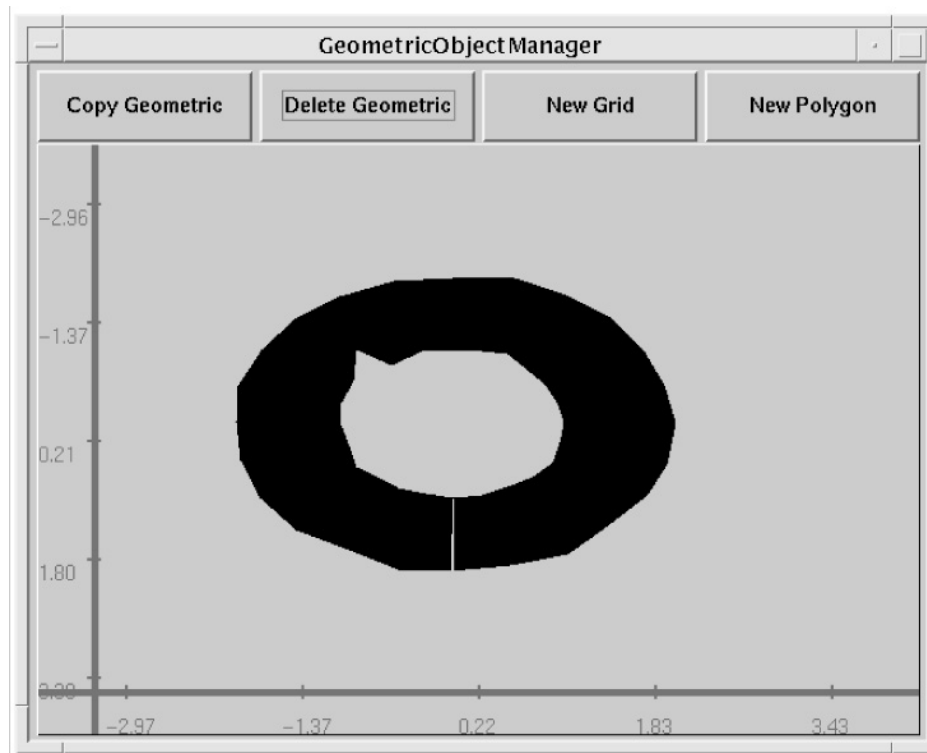 GeometricObjectManager
Copy Geometric Delete Geometric New Grid New Polygon
-2.96
-1.37
0.21
1.80
-2.97 -1.37 0.22 1.83 3.43